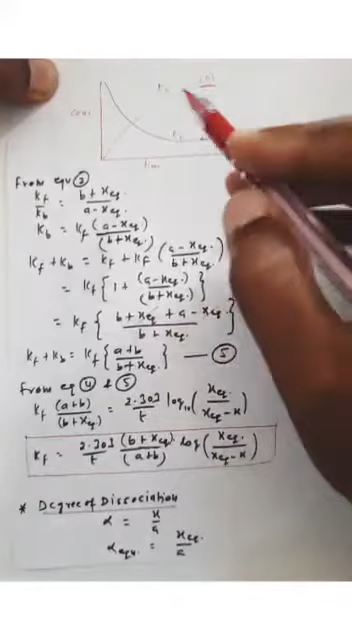 Conc.
(A)
Time
From equ ③
Kf/Kb = b+xeq./a-xeq.
Kb = Kf (a-xeq.)/(b+xeq.)
Kf+Kb = Kf+Kf (a-xeq./b+xeq.)
= Kf {1 + (a-xeq.)/(b+xeq.)}
= Kf {b+xeq. + a-xeq./b+xeq.}
Kf+Kb = Kf {a+b/b+xeq.} — ⑤
From eq ④ & ⑤
Kf (a+b)/(b+xeq.) = 2.303/t log₁₀ (xeq./xeq-x)
Kf = 2.303/t (b+xeq.)/(a+b) log (xeq./xeq-x)
* Degree of Dissociation
α = x/a
αequ. = xeq./a